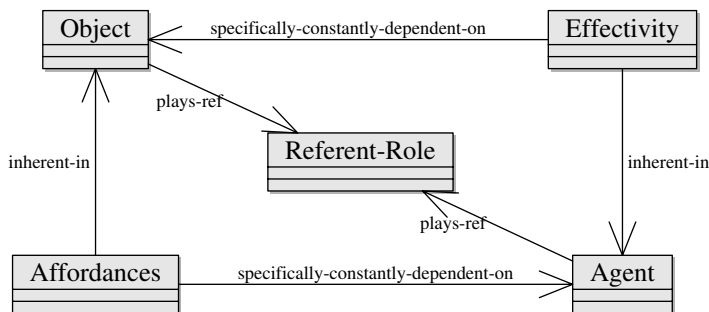 Object
specifically-constantly-dependent-on
Effectivity
plays-ref
Referent-Role
inherent-in
inherent-in
plays-ref
Affordances
specifically-constantly-dependent-on
Agent